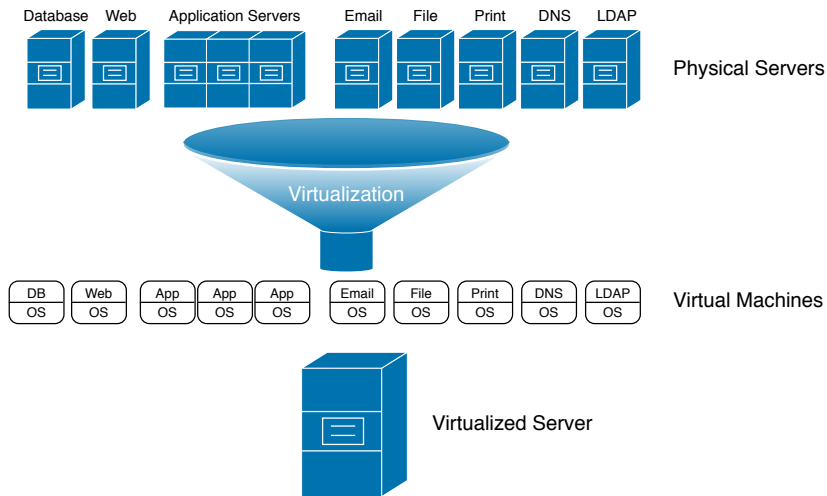 Database Web Application Servers Email File Print DNS LDAP
Physical Servers
Virtualization
DB Web App App App Email File Print DNS LDAP
OS OS OS OS OS OS OS OS OS OS
Virtual Machines
Virtualized Server